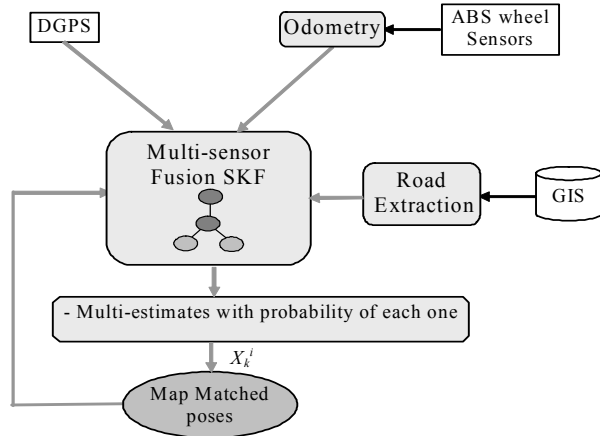 DGPS
Odometry
ABS wheel
Sensors
Multi-sensor
Fusion SKF
Road
Extraction
GIS
- Multi-estimates with probability of each one
X_k^i
Map Matched
poses